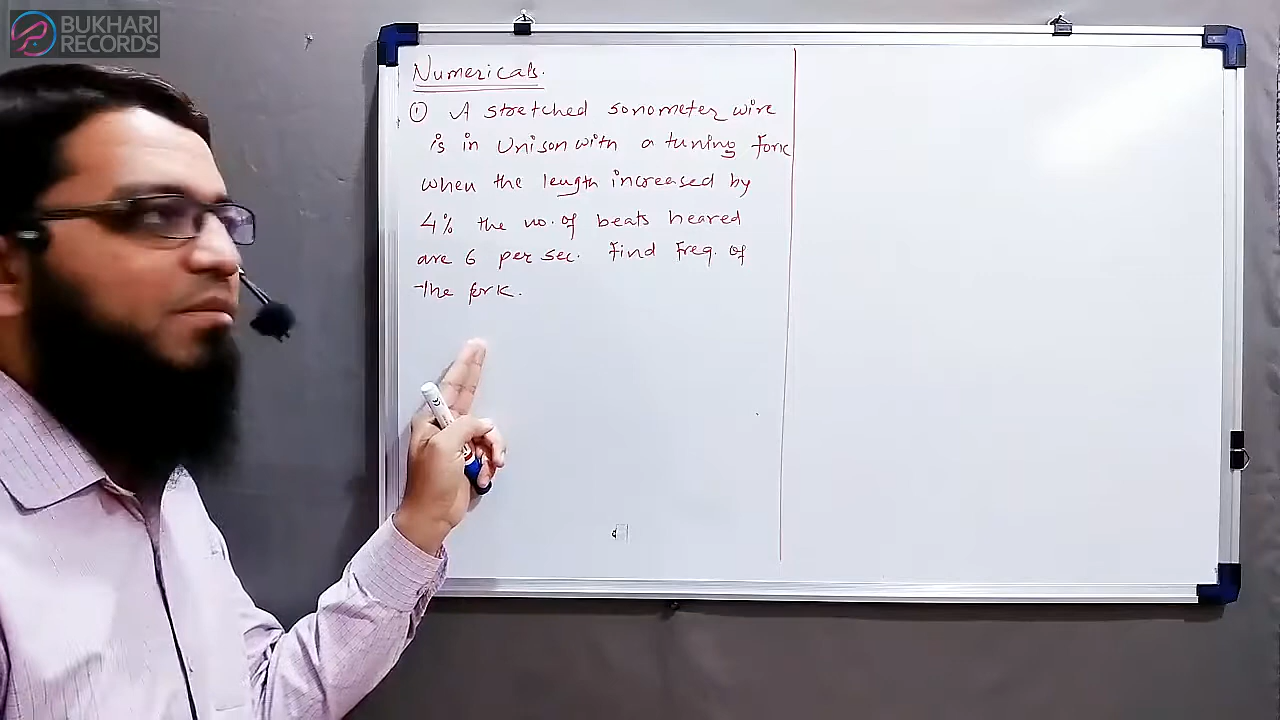 BUKHARI
RECORDS
Numericals.
① A stretched sonometer wire
is in Unison with a tuning fork
when the length increased by
4% the no. of beats heared
are 6 per sec. Find Freq. of
The fork.